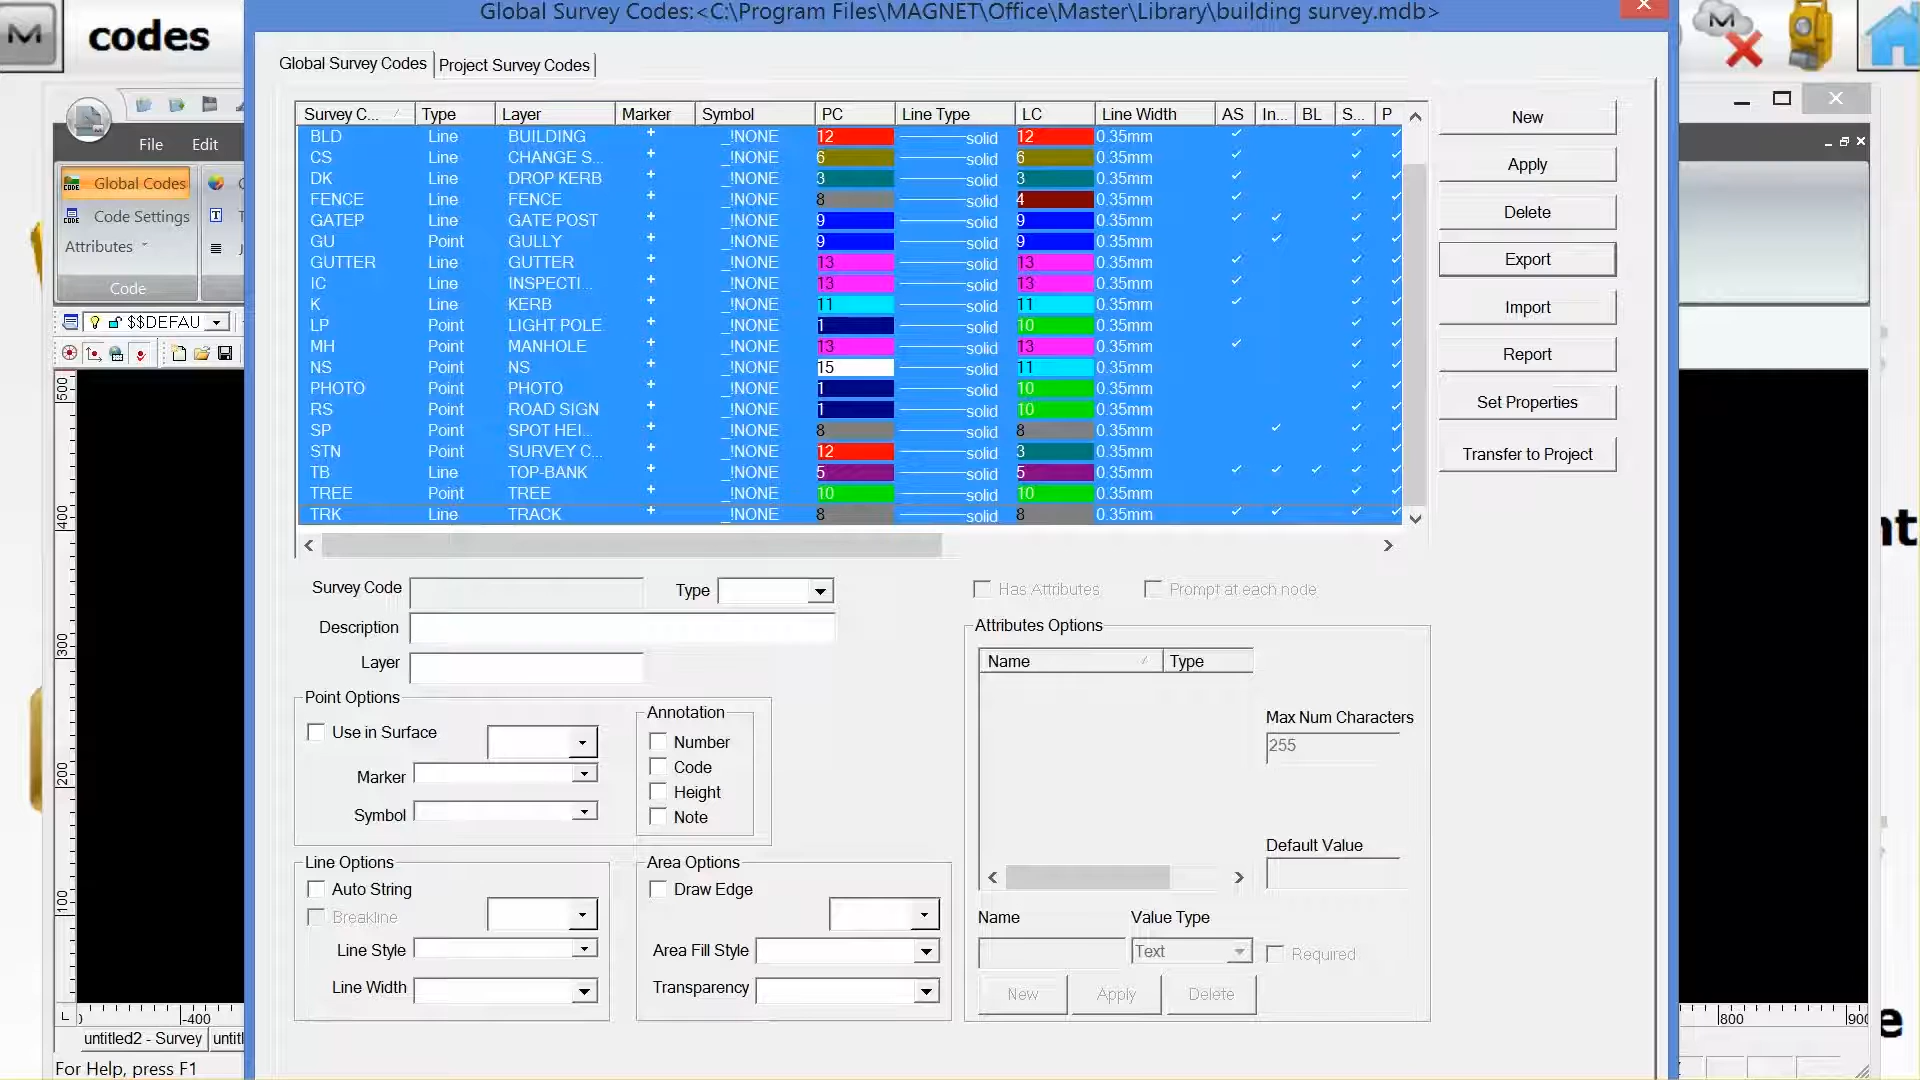 Global Survey Codes:<C:\Program Files\MAGNET\Office\Master\Library\building survey.mdb>
codes
File Edit
Global Codes
Code Settings
Attributes
Code
$$DEFAU
Global Survey Codes Project Survey Codes
Survey C... Type Layer Marker Symbol PC Line Type LC Line Width AS In... BL S... P
BLD Line BUILDING + _!NONE 12 solid 12 0.35mm
CS Line CHANGE S... + _!NONE 6 solid 6 0.35mm
DK Line DROP KERB + _!NONE 3 solid 3 0.35mm
FENCE Line FENCE + _!NONE 8 solid 4 0.35mm
GATEP Line GATE POST + _!NONE 9 solid 9 0.35mm
GU Point GULLY + _!NONE 9 solid 9 0.35mm
GUTTER Line GUTTER + _!NONE 13 solid 13 0.35mm
IC Line INSPECTI... + _!NONE 13 solid 13 0.35mm
K Line KERB + _!NONE 11 solid 11 0.35mm
LP Point LIGHT POLE + _!NONE 1 solid 10 0.35mm
MH Point MANHOLE + _!NONE 13 solid 13 0.35mm
NS Point NS + _!NONE 15 solid 11 0.35mm
PHOTO Point PHOTO + _!NONE 1 solid 10 0.35mm
RS Point ROAD SIGN + _!NONE 1 solid 10 0.35mm
SP Point SPOT HEI... + _!NONE 8 solid 8 0.35mm
STN Point SURVEY C... + _!NONE 12 solid 3 0.35mm
TB Line TOP-BANK + _!NONE 5 solid 5 0.35mm
TREE Point TREE + _!NONE 10 solid 10 0.35mm
TRK Line TRACK + _!NONE 8 solid 8 0.35mm
New
Apply
Delete
Export
Import
Report
Set Properties
Transfer to Project
Survey Code Type
Description
Layer
Point Options
Use in Surface
Marker
Symbol
Annotation
Number
Code
Height
Note
Line Options
Auto String
Breakline
Line Style
Line Width
Area Options
Draw Edge
Area Fill Style
Transparency
Has Attributes Prompt at each node
Attributes Options
Name Type
Max Num Characters
255
Default Value
Name Value Type
Text Required
New Apply Delete
500
400
300
200
100
-400
800
900
untitled2 - Survey
For Help, press F1